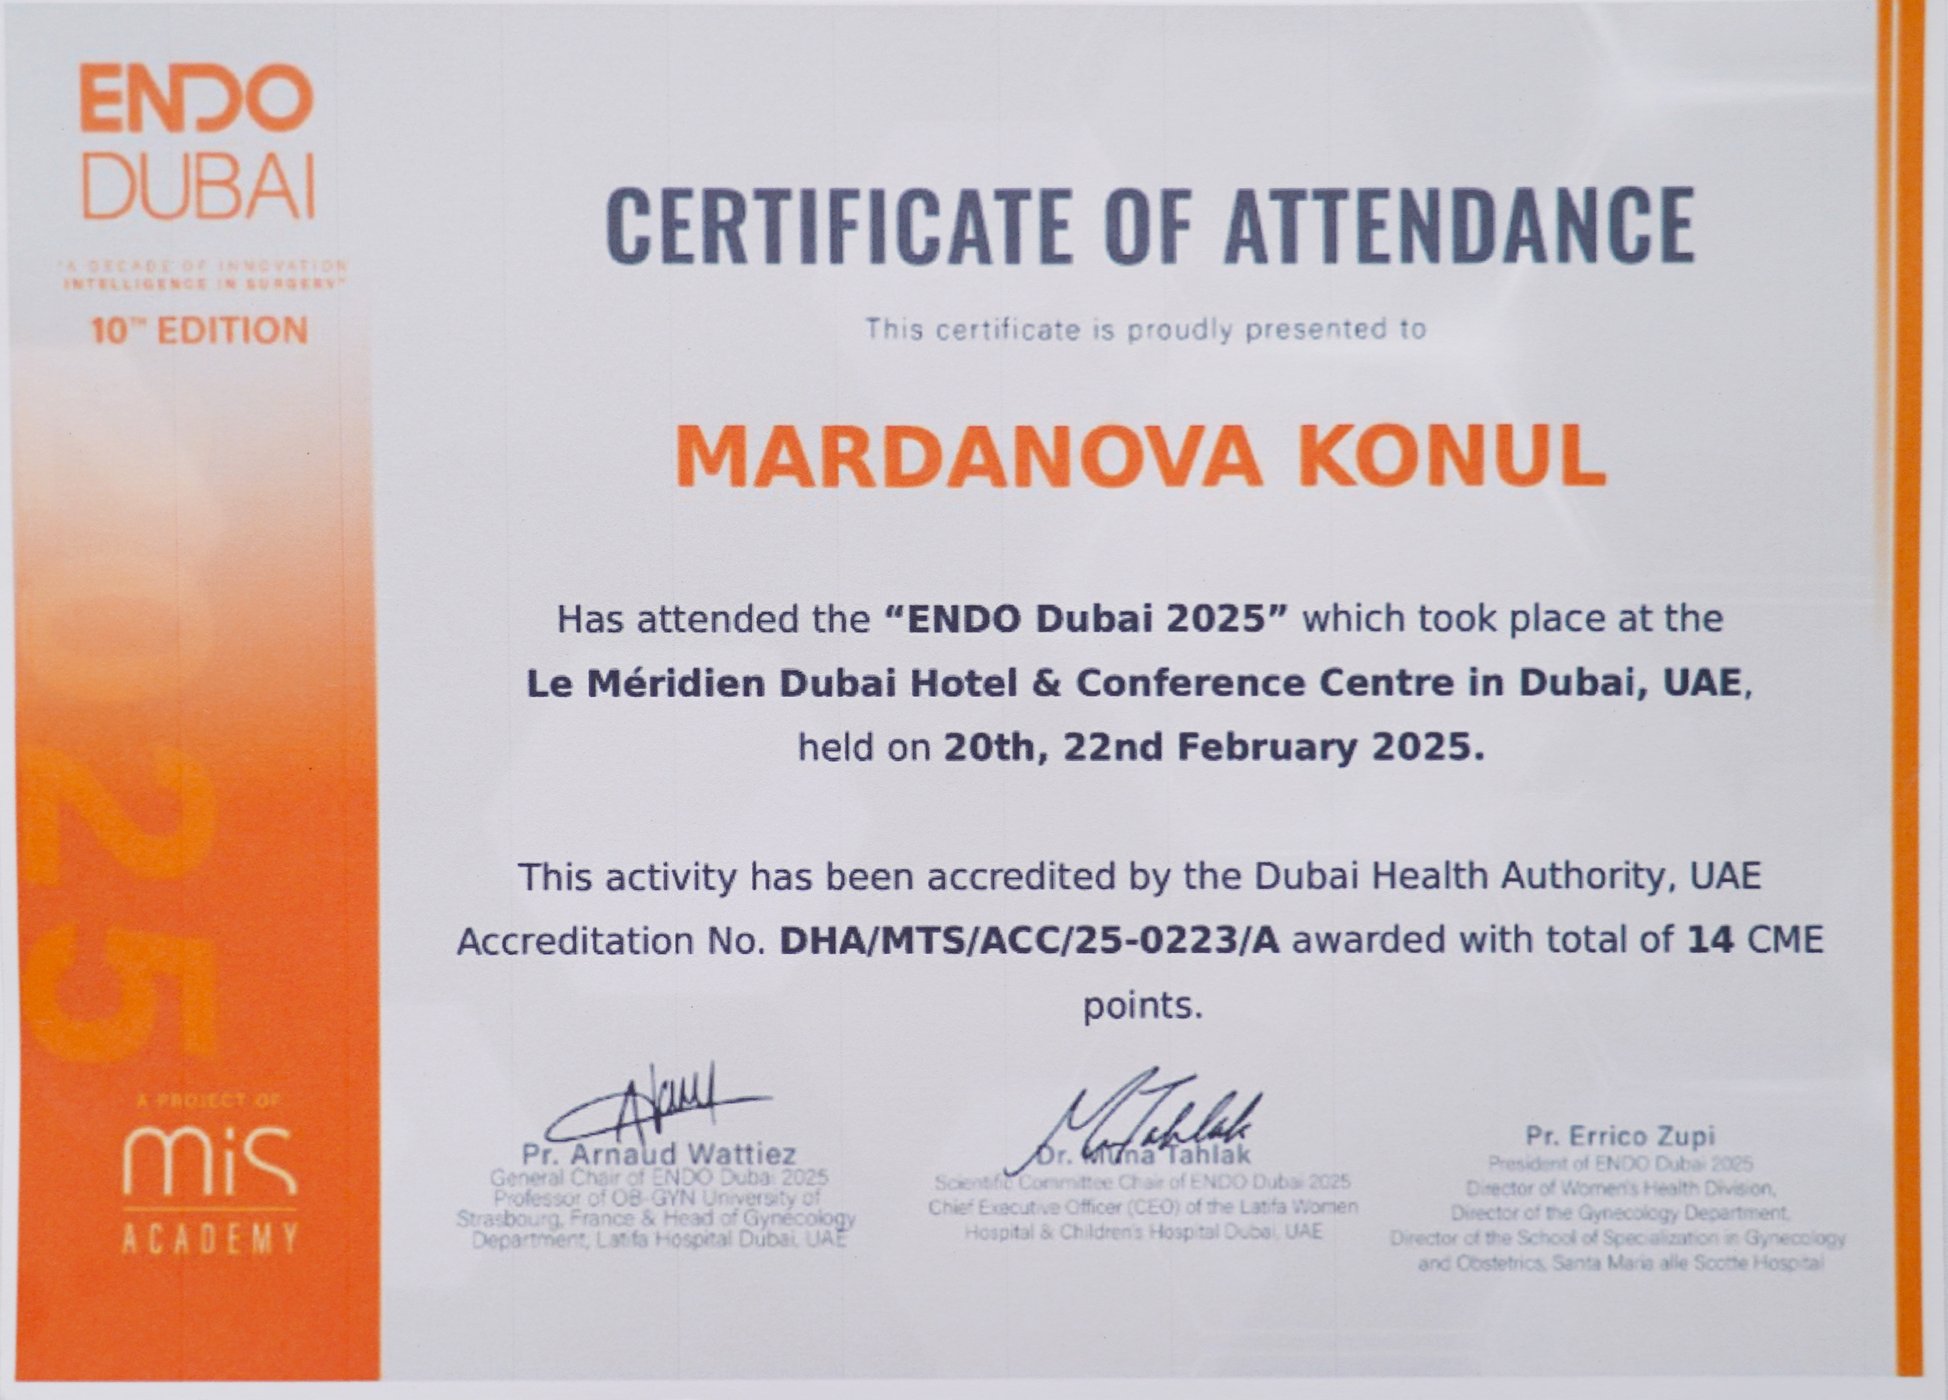 ENDO
DUBAI
"A DECADE OF INNOVATION
INTELLIGENCE IN SURGERY"
10TH EDITION
CERTIFICATE OF ATTENDANCE
This certificate is proudly presented to
MARDANOVA KONUL
Has attended the “ENDO Dubai 2025” which took place at the
Le Méridien Dubai Hotel & Conference Centre in Dubai, UAE,
held on 20th, 22nd February 2025.
This activity has been accredited by the Dubai Health Authority, UAE
Accreditation No. DHA/MTS/ACC/25-0223/A awarded with total of 14 CME
points.
2025
A PROJECT OF
MIS
ACADEMY
Pr. Arnaud Wattiez
General Chair of ENDO Dubai 2025
Professor of OB-GYN University of
Strasbourg, France & Head of Gynecology
Department, Latifa Hospital Dubai, UAE
M Tahlak
Dr. Muna Tahlak
Scientific Committee Chair of ENDO Dubai 2025
Chief Executive Officer (CEO) of the Latifa Women
Hospital & Children's Hospital Dubai, UAE
Pr. Errico Zupi
President of ENDO Dubai 2025
Director of Women's Health Division,
Director of the Gynecology Department,
Director of the School of Specialization in Gynecology
and Obstetrics, Santa Maria alle Scotte Hospital